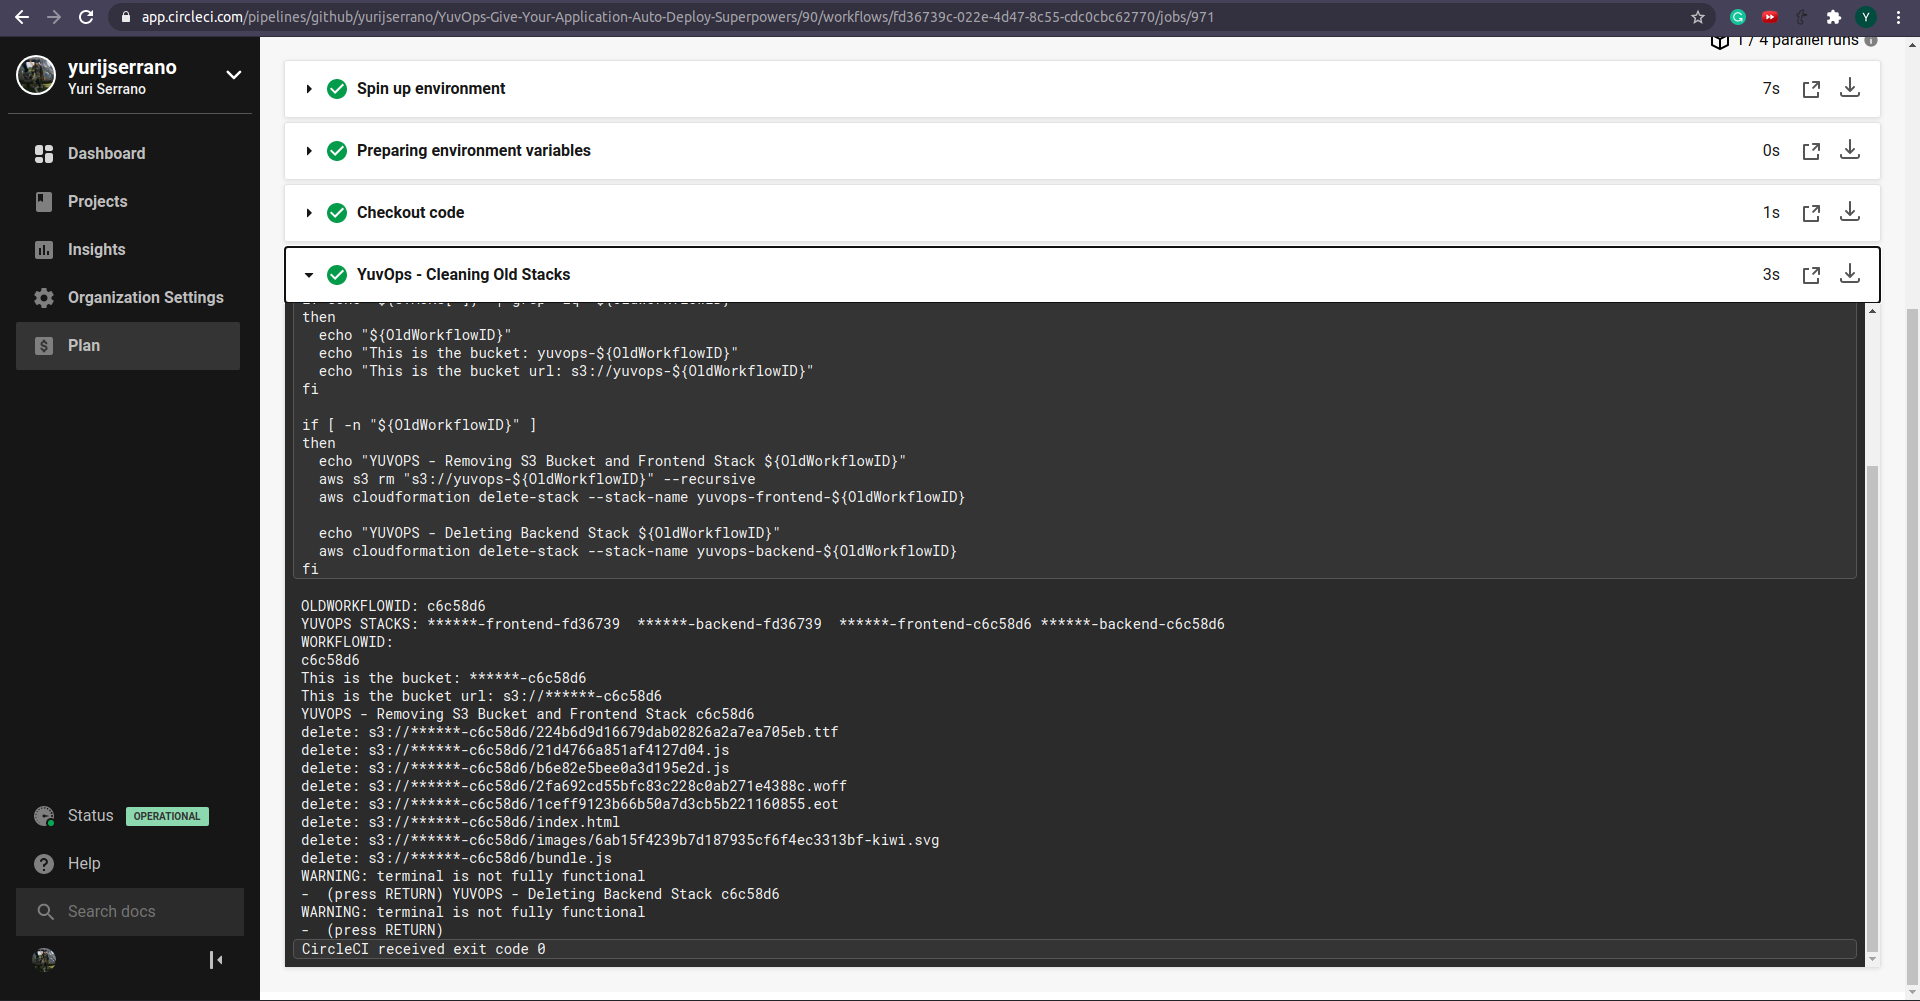 app.circleci.com/pipelines/github/yurijserrano/YuvOps-Give-Your-Application-Auto-Deploy-Superpowers/90/workflows/fd36739c-022e-4d47-8c55-cdc0cbc62770/jobs/971
Y
yurijserrano
Yuri Serrano
Dashboard
Projects
Insights
Organization Settings
Plan
Status OPERATIONAL
Help
Search docs
1 / 4 parallel runs
Spin up environment 7s
Preparing environment variables 0s
Checkout code 1s
YuvOps - Cleaning Old Stacks 3s
then
echo "${OldWorkflowID}"
echo "This is the bucket: yuvops-${OldWorkflowID}"
echo "This is the bucket url: s3://yuvops-${OldWorkflowID}"
fi
if [ -n "${OldWorkflowID}" ]
then
echo "YUVOPS - Removing S3 Bucket and Frontend Stack ${OldWorkflowID}"
aws s3 rm "s3://yuvops-${OldWorkflowID}" --recursive
aws cloudformation delete-stack --stack-name yuvops-frontend-${OldWorkflowID}
echo "YUVOPS - Deleting Backend Stack ${OldWorkflowID}"
aws cloudformation delete-stack --stack-name yuvops-backend-${OldWorkflowID}
fi
OLDWORKFLOWID: c6c58d6
YUVOPS STACKS: ******-frontend-fd36739 ******-backend-fd36739 ******-frontend-c6c58d6 ******-backend-c6c58d6
WORKFLOWID:
c6c58d6
This is the bucket: ******-c6c58d6
This is the bucket url: s3://******-c6c58d6
YUVOPS - Removing S3 Bucket and Frontend Stack c6c58d6
delete: s3://******-c6c58d6/224b6d9d16679dab02826a2a7ea705eb.ttf
delete: s3://******-c6c58d6/21d4766a851af4127d04.js
delete: s3://******-c6c58d6/b6e82e5bee0a3d195e2d.js
delete: s3://******-c6c58d6/2fa692cd55bfc83c228c0ab271e4388c.woff
delete: s3://******-c6c58d6/1ceff9123b66b50a7d3cb5b221160855.eot
delete: s3://******-c6c58d6/index.html
delete: s3://******-c6c58d6/images/6ab15f4239b7d187935cf6f4ec3313bf-kiwi.svg
delete: s3://******-c6c58d6/bundle.js
WARNING: terminal is not fully functional
- (press RETURN) YUVOPS - Deleting Backend Stack c6c58d6
WARNING: terminal is not fully functional
- (press RETURN)
CircleCI received exit code 0